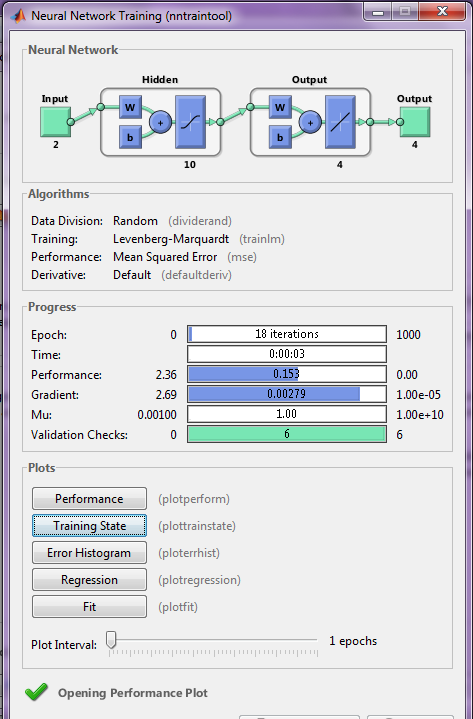 Neural Network Training (nntraintool)
Neural Network
Hidden Output
Input W b + W b + Output
2 10 4 4
Algorithms
Data Division: Random (dividerand)
Training: Levenberg-Marquardt (trainlm)
Performance: Mean Squared Error (mse)
Derivative: Default (defaultderiv)
Progress
Epoch: 0 18 iterations 1000
Time: 0:00:03
Performance: 2.36 0.153 0.00
Gradient: 2.69 0.00279 1.00e-05
Mu: 0.00100 1.00 1.00e+10
Validation Checks: 0 6 6
Plots
Performance (plotperform)
Training State (plottrainstate)
Error Histogram (ploterrhist)
Regression (plotregression)
Fit (plotfit)
Plot Interval: 1 epochs
Opening Performance Plot